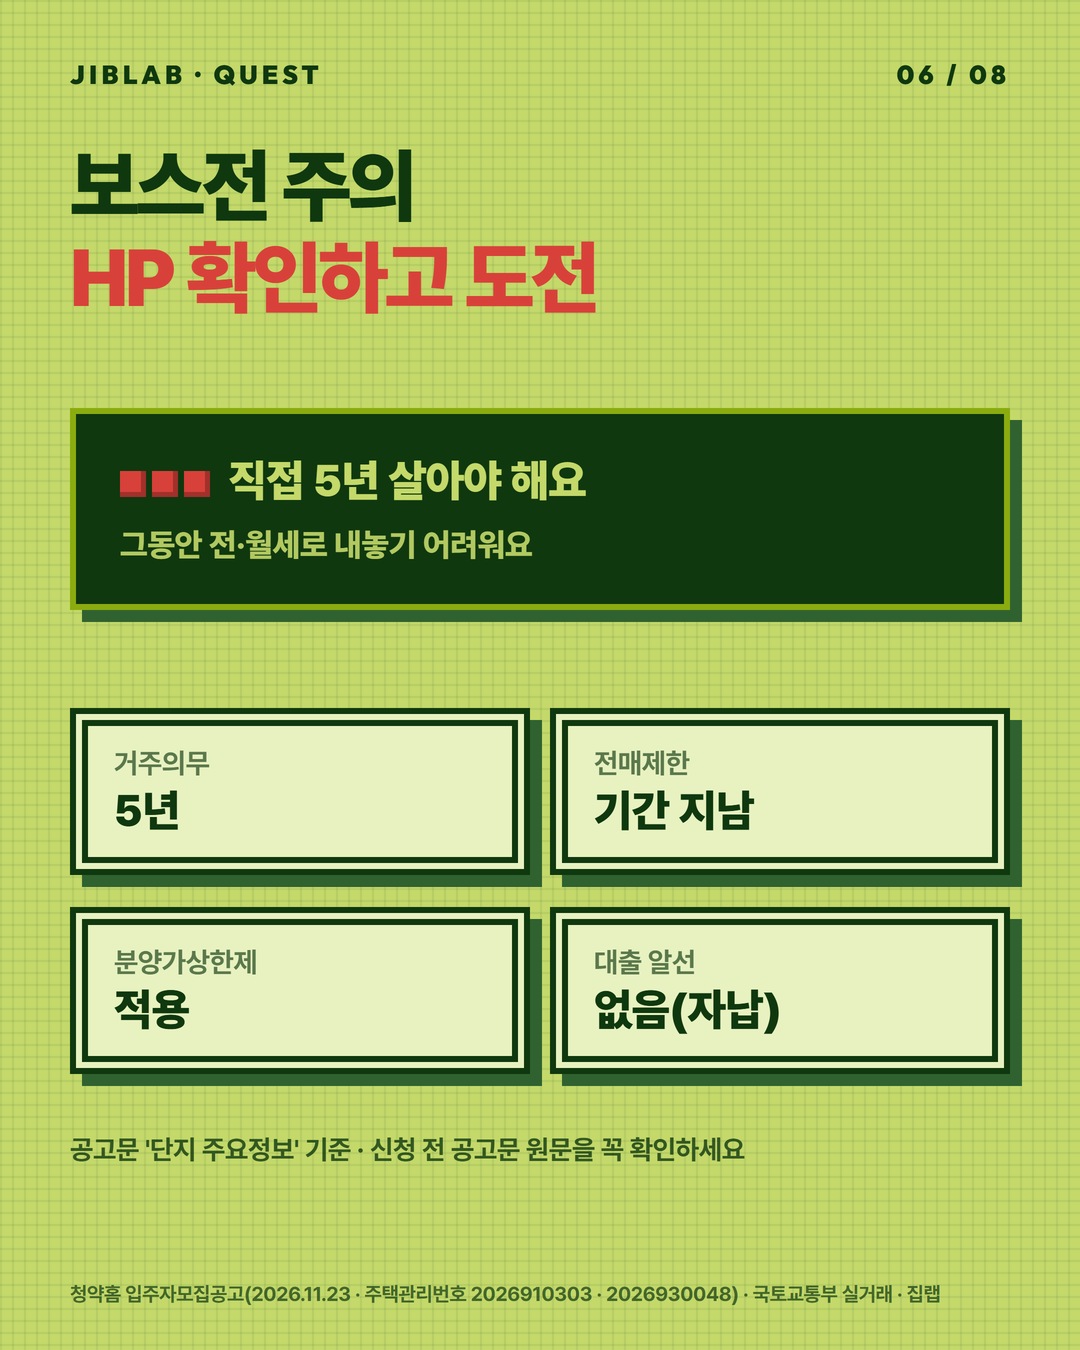 JIBLAB · QUEST
06 / 08
보스전 주의
HP 확인하고 도전
직접 5년 살아야 해요
그동안 전·월세로 내놓기 어려워요
거주의무
5년
전매제한
기간 지남
분양가상한제
적용
대출 알선
없음(자납)
공고문 '단지 주요정보' 기준 · 신청 전 공고문 원문을 꼭 확인하세요
청약홈 입주자모집공고(2026.11.23 · 주택관리번호 2026910303 · 2026930048) · 국토교통부 실거래 · 집랩